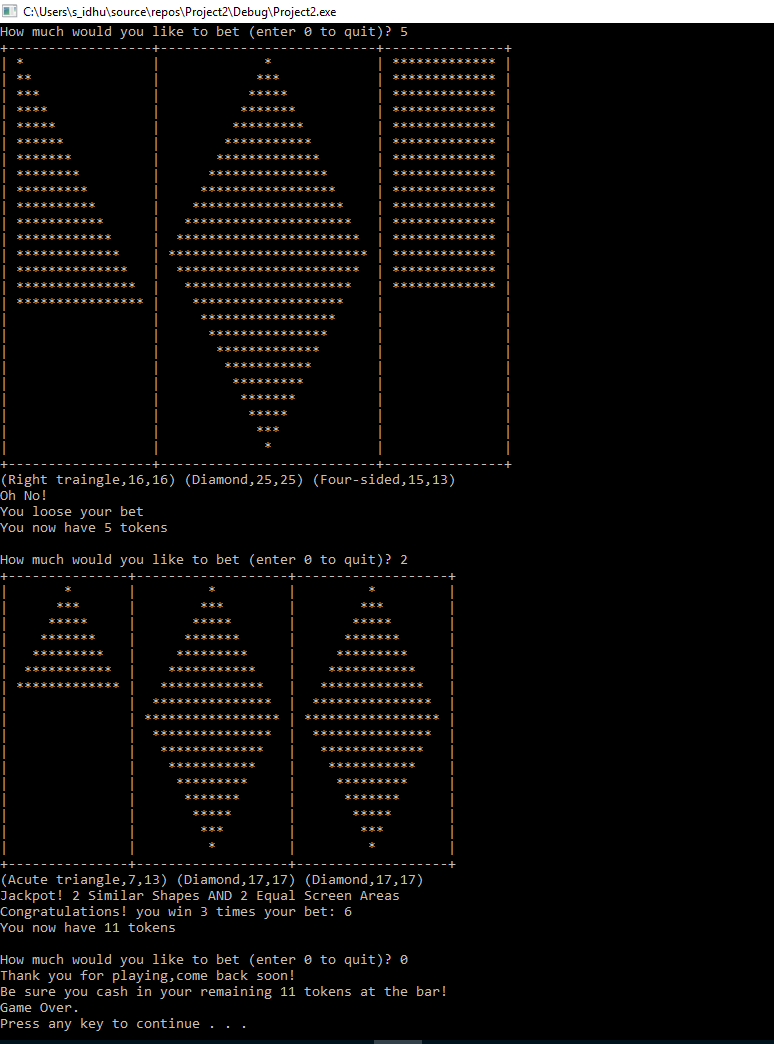 C:\Users\s_idhu\source\repos\Project2\Debug\Project2.exe
How much would you like to bet (enter 0 to quit)? 5
(Right traingle,16,16) (Diamond,25,25) (Four-sided,15,13)
Oh No!
You loose your bet
You now have 5 tokens
How much would you like to bet (enter 0 to quit)? 2
(Acute triangle,7,13) (Diamond,17,17) (Diamond,17,17)
Jackpot! 2 Similar Shapes AND 2 Equal Screen Areas
Congratulations! you win 3 times your bet: 6
You now have 11 tokens
How much would you like to bet (enter 0 to quit)? 0
Thank you for playing,come back soon!
Be sure you cash in your remaining 11 tokens at the bar!
Game Over.
Press any key to continue . . .